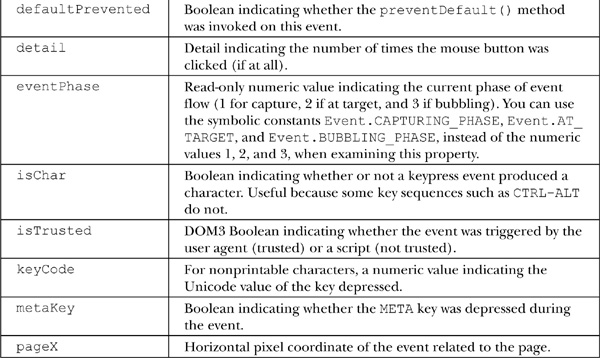 defaultPrevented Boolean indicating whether the preventDefault() method
was invoked on this event.
detail Detail indicating the number of times the mouse button was
clicked (if at all).
eventPhase Read-only numeric value indicating the current phase of event
flow (1 for capture, 2 if at target, and 3 if bubbling). You can use
the symbolic constants Event.CAPTURING_PHASE, Event.AT_
TARGET, and Event.BUBBLING_PHASE, instead of the numeric
values 1, 2, and 3, when examining this property.
isChar Boolean indicating whether or not a keypress event produced a
character. Useful because some key sequences such as CTRL-ALT
do not.
isTrusted DOM3 Boolean indicating whether the event was triggered by the
user agent (trusted) or a script (not trusted).
keyCode For nonprintable characters, a numeric value indicating the
Unicode value of the key depressed.
metaKey Boolean indicating whether the META key was depressed during
the event.
pageX Horizontal pixel coordinate of the event related to the page.